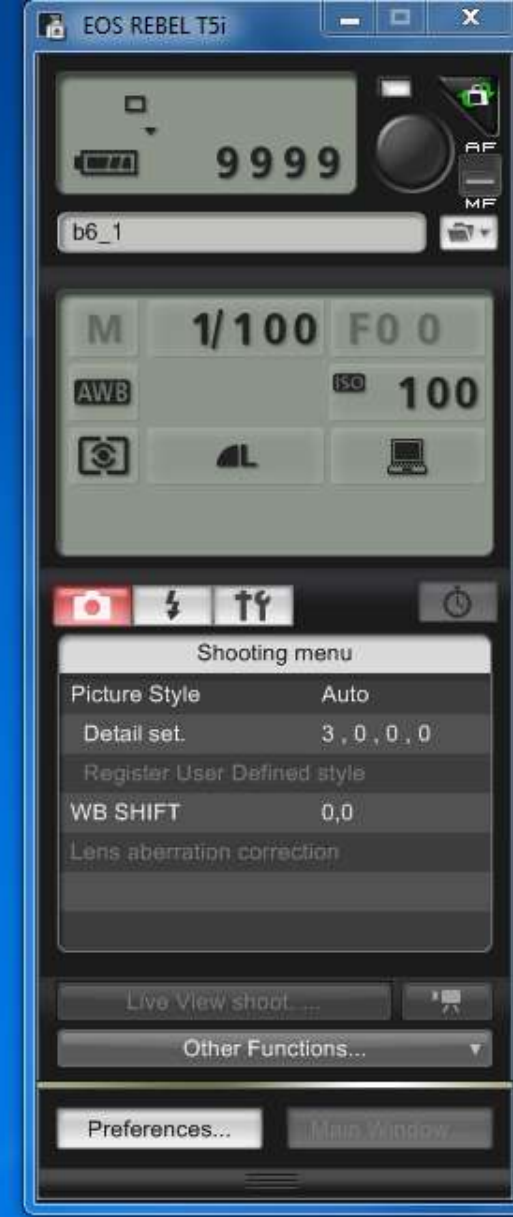 EOS REBEL T5i
9999
AF
MF
b6_1
M 1/100 F00
AWB ISO 100
L
Shooting menu
Picture Style Auto
Detail set. 3,0,0,0
Register User Defined style
WB SHIFT 0,0
Lens aberration correction
Live View shoot. ...
Other Functions...
Preferences... Main Window...